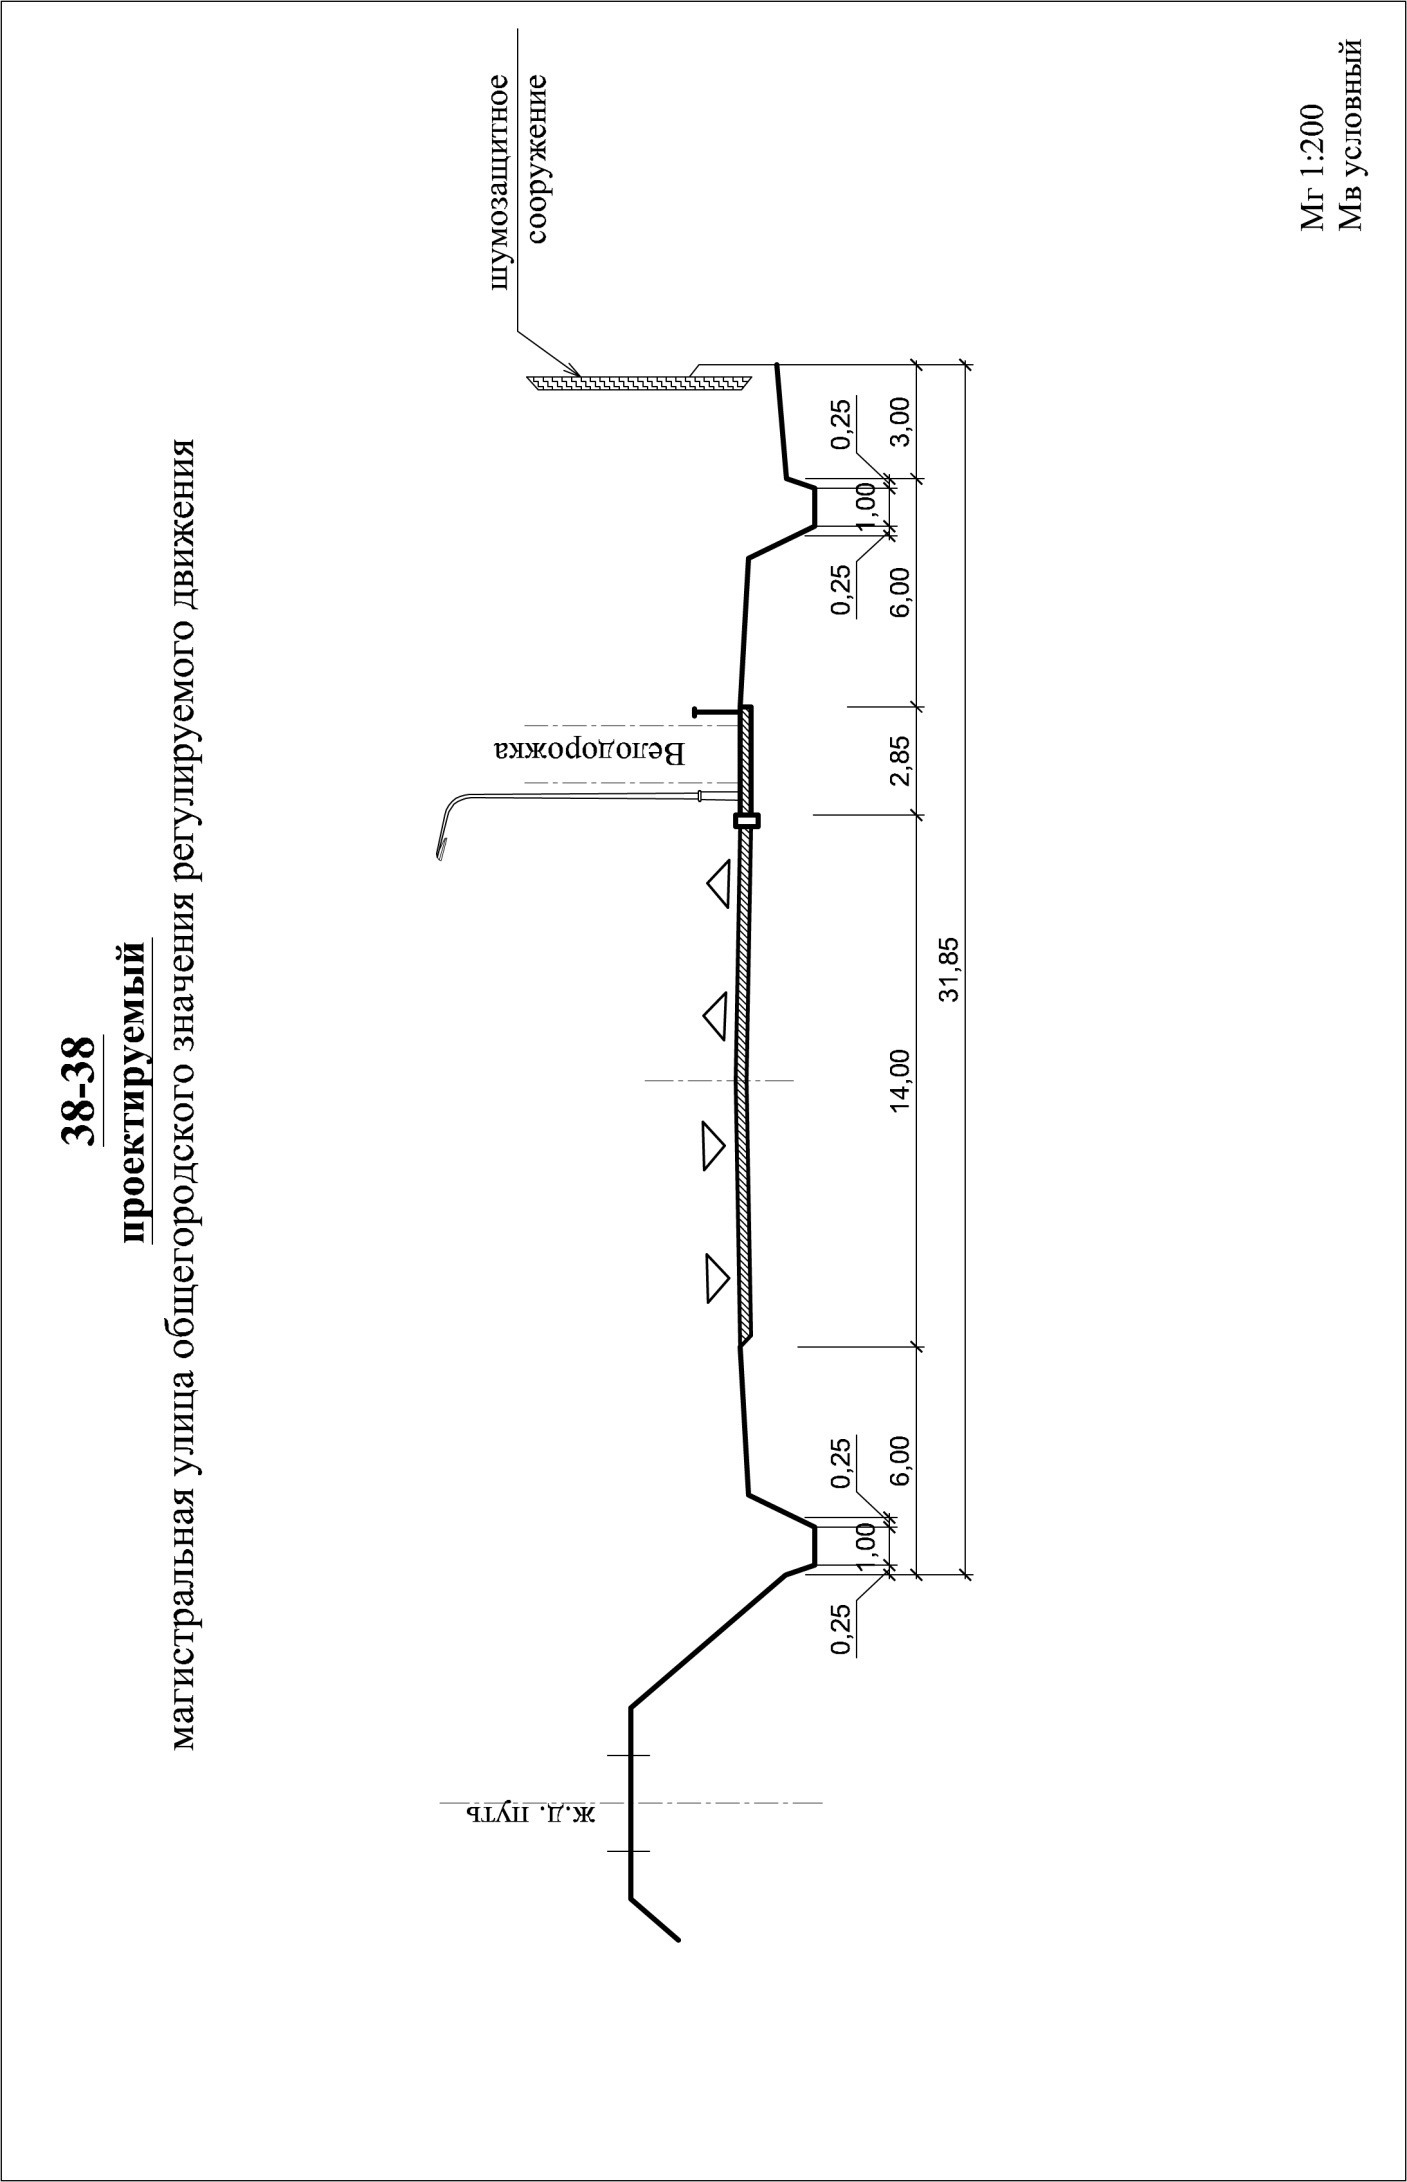 38-38
проектируемый
магистральная улица общегородского значения регулируемого движения
шумозащитное
сооружение
ж.д. путь
Велодорожка
0,25
1,00
0,25
0,25
1,00
0,25
6,00
14,00
2,85
6,00
3,00
31,85
Мг 1:200
Мв условный